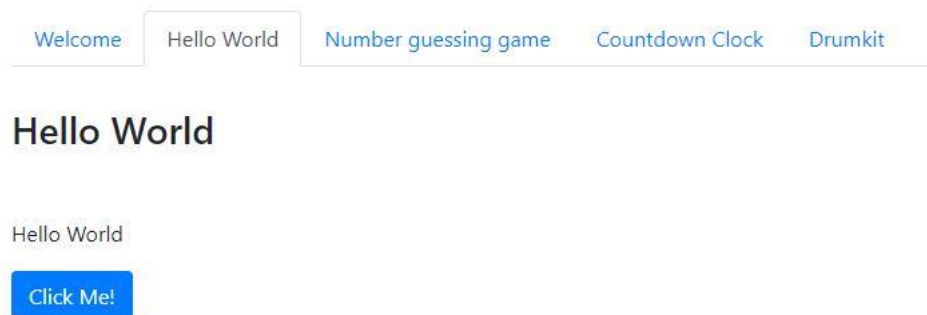 Welcome Hello World Number guessing game Countdown Clock Drumkit
Hello World
Hello World
Click Me!